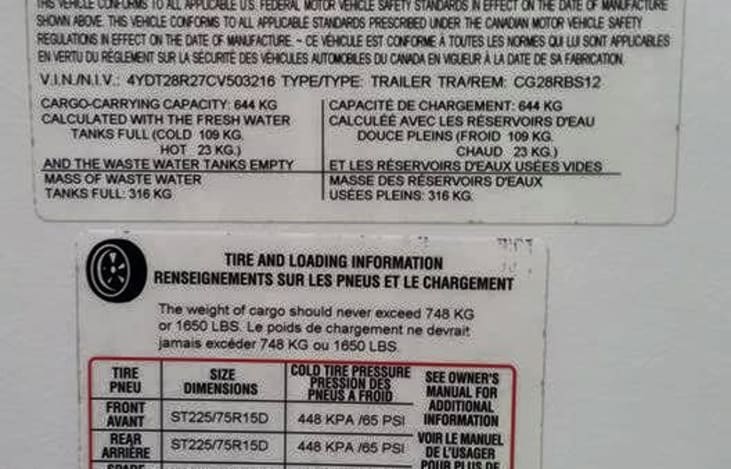 THIS VEHICLE CONFORMS TO ALL APPLICABLE U.S. FEDERAL MOTOR VEHICLE SAFETY STANDARDS IN EFFECT ON THE DATE OF MANUFACTURE
SHOWN ABOVE. THIS VEHICLE CONFORMS TO ALL APPLICABLE STANDARDS PRESCRIBED UNDER THE CANADIAN MOTOR VEHICLE SAFETY
REGULATIONS IN EFFECT ON THE DATE OF MANUFACTURE. ~ CE VÉHICULE EST CONFORME À TOUTES LES NORMES QUI LUI SONT APPLICABLES
EN VERTU DU RÈGLEMENT SUR LA SÉCURITÉ DES VÉHICULES AUTOMOBILES DU CANADA EN VIGUEUR À LA DATE DE SA FABRICATION.
V.I.N./N.I.V.: 4YDT28R27CV503216 TYPE/TYPE: TRAILER TRA/REM: CG28RBS12
CARGO-CARRYING CAPACITY: 644 KG
CALCULATED WITH THE FRESH WATER
TANKS FULL (COLD 109 KG.
HOT 23 KG.)
AND THE WASTE WATER TANKS EMPTY
MASS OF WASTE WATER
TANKS FULL: 316 KG
CAPACITÉ DE CHARGEMENT: 644 KG
CALCULÉE AVEC LES RÉSERVOIRS D'EAU
DOUCE PLEINS (FROID 109 KG.
CHAUD 23 KG.)
ET LES RÉSERVOIRS D'EAUX USÉES VIDES
MASSE DES RÉSERVOIRS D'EAUX
USÉES PLEINS: 316 KG.
TIRE AND LOADING INFORMATION
RENSEIGNEMENTS SUR LES PNEUS ET LE CHARGEMENT
The weight of cargo should never exceed 748 KG
or 1650 LBS. Le poids de chargement ne devrait
jamais excéder 748 KG ou 1650 LBS.
TIRE
PNEU
SIZE
DIMENSIONS
COLD TIRE PRESSURE
PRESSION DES
PNEUS A FROID
SEE OWNER'S
MANUAL FOR
ADDITIONAL
INFORMATION
FRONT
AVANT
ST225/75R15D
448 KPA /65 PSI
REAR
ARRIÈRE
ST225/75R15D
448 KPA /65 PSI
VOIR LE MANUEL
DE L'USAGER
POUR PLUS DE
SPARE